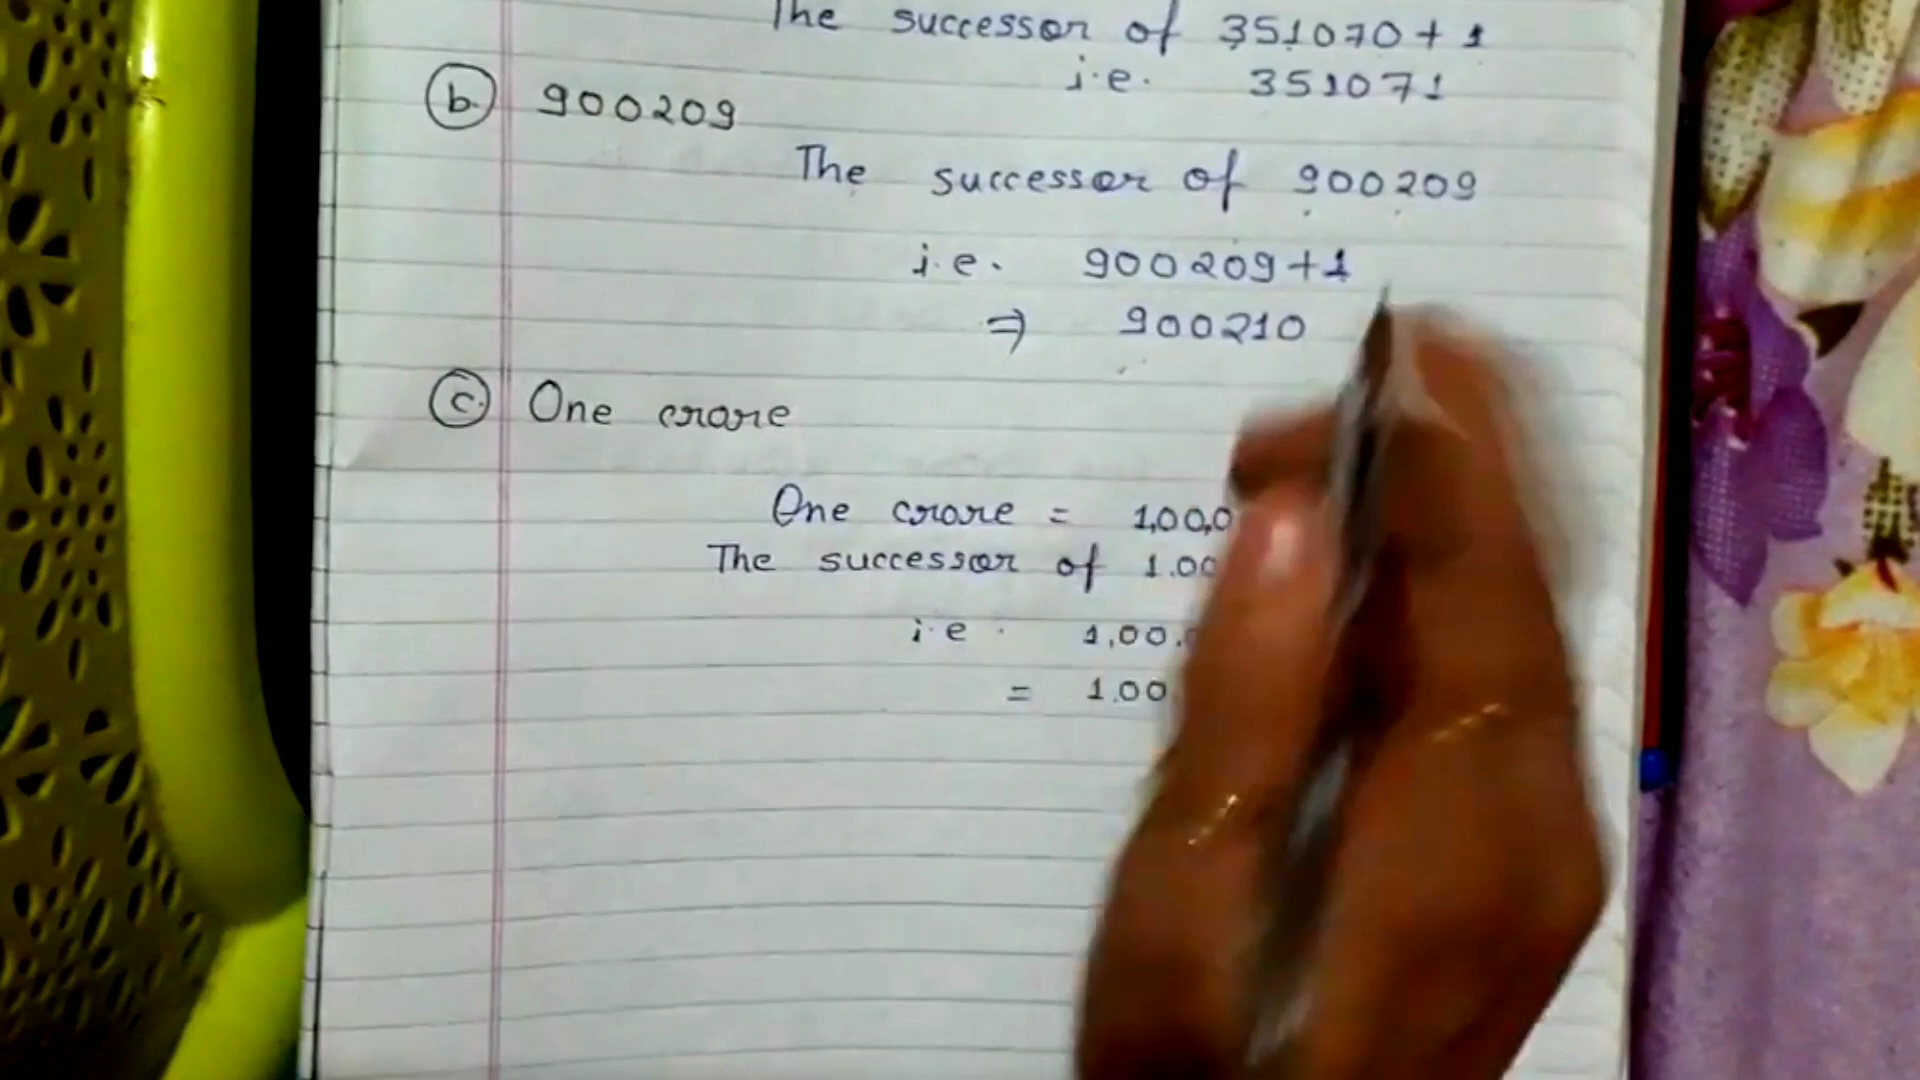 The successor of 351070+1
i.e. 351071
(b.) 900209
The successor of 900209
i.e. 900209+1
⇒ 900210
(c.) One crore
One crore = 1,00,0
The successor of 1.00
i.e. 1,00,
= 1.00